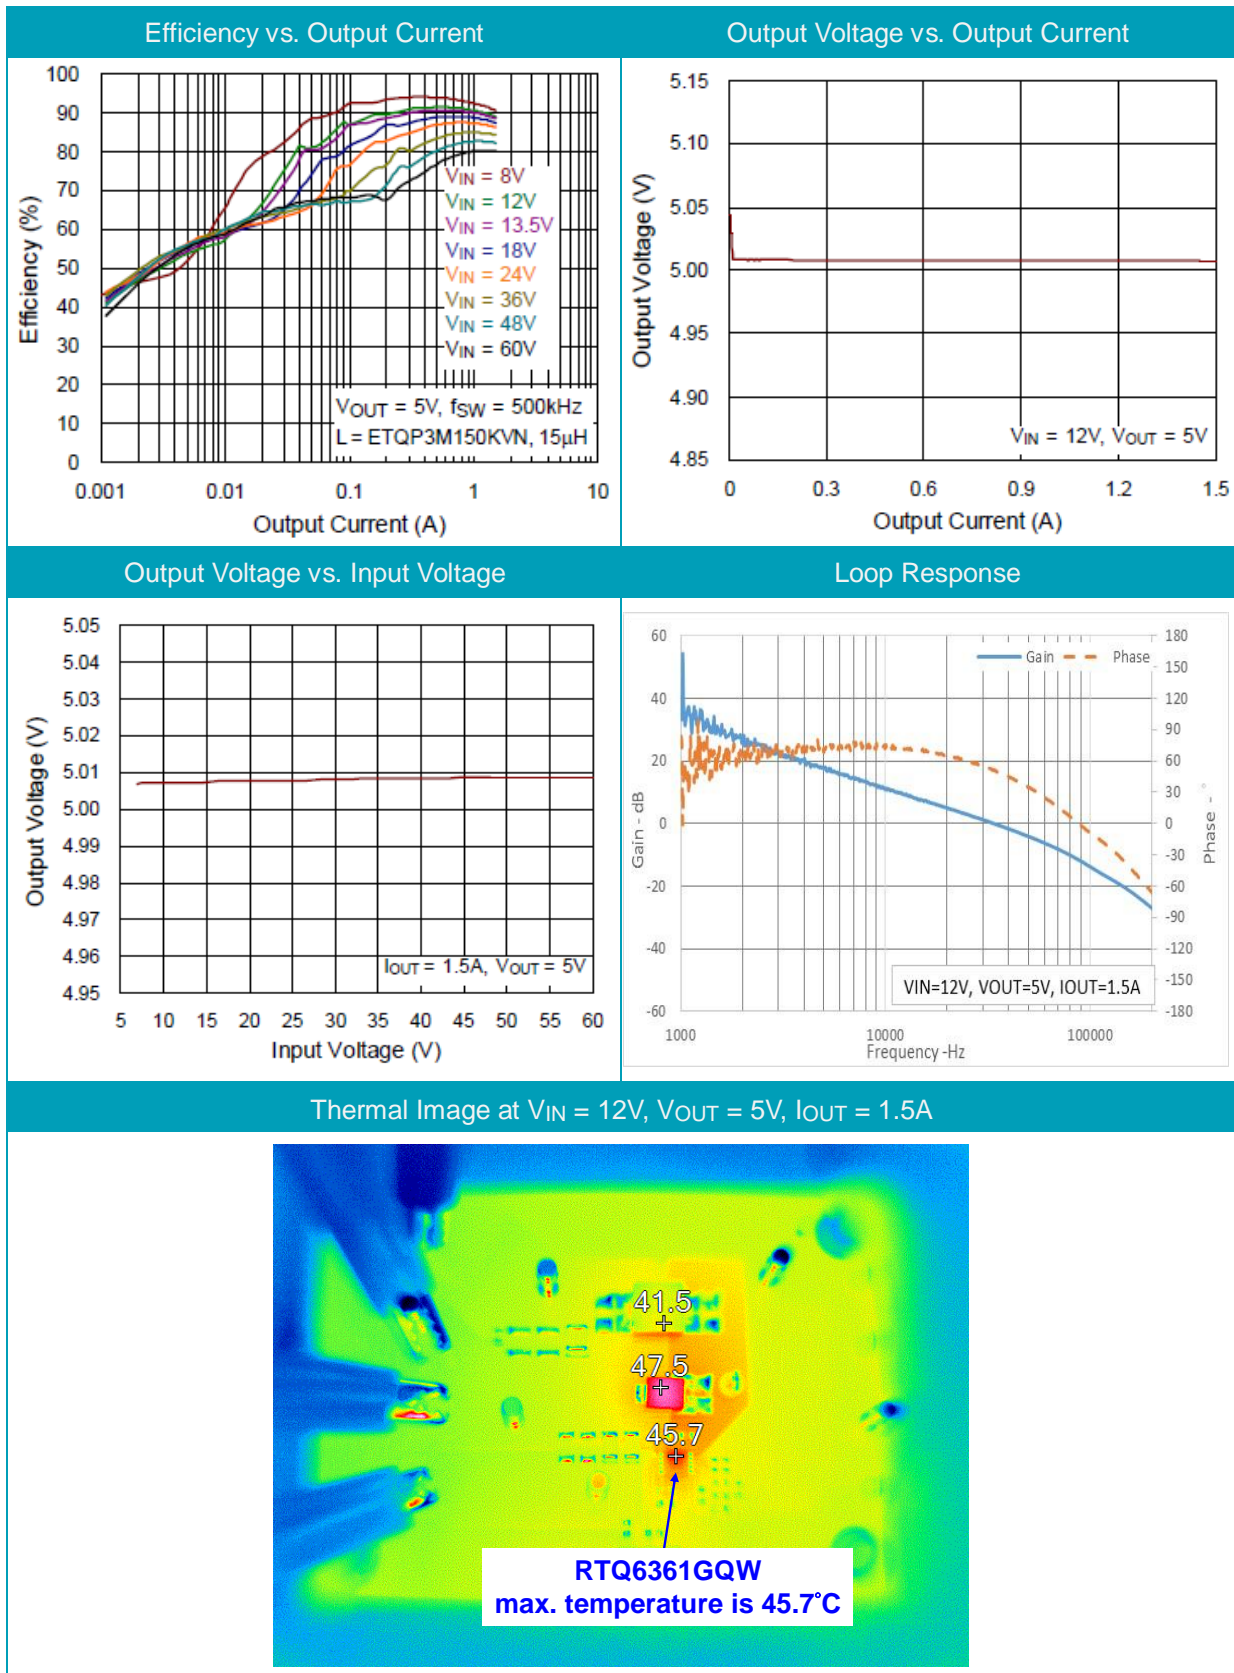 Efficiency vs. Output Current
100
90
80
70
60
50
40
30
20
10
0
Efficiency (%)
VIN = 8V
VIN = 12V
VIN = 13.5V
VIN = 18V
VIN = 24V
VIN = 36V
VIN = 48V
VIN = 60V
VOUT = 5V, fSW = 500kHz
L = ETQP3M150KVN, 15μH
0.001 0.01 0.1 1 10
Output Current (A)
Output Voltage vs. Output Current
5.15
5.10
5.05
5.00
4.95
4.90
4.85
Output Voltage (V)
VIN = 12V, VOUT = 5V
0 0.3 0.6 0.9 1.2 1.5
Output Current (A)
Output Voltage vs. Input Voltage
5.05
5.04
5.03
5.02
5.01
5.00
4.99
4.98
4.97
4.96
4.95
Output Voltage (V)
IOUT = 1.5A, VOUT = 5V
5 10 15 20 25 30 35 40 45 50 55 60
Input Voltage (V)
Loop Response
60
40
20
0
-20
-40
-60
Gain - dB
Gain Phase
180
150
120
90
60
30
0
-30
-60
-90
-120
-150
-180
Phase - °
VIN=12V, VOUT=5V, IOUT=1.5A
1000 10000 100000
Frequency -Hz
Thermal Image at VIN = 12V, VOUT = 5V, IOUT = 1.5A
41.5
47.5
45.7
RTQ6361GQW
max. temperature is 45.7°C